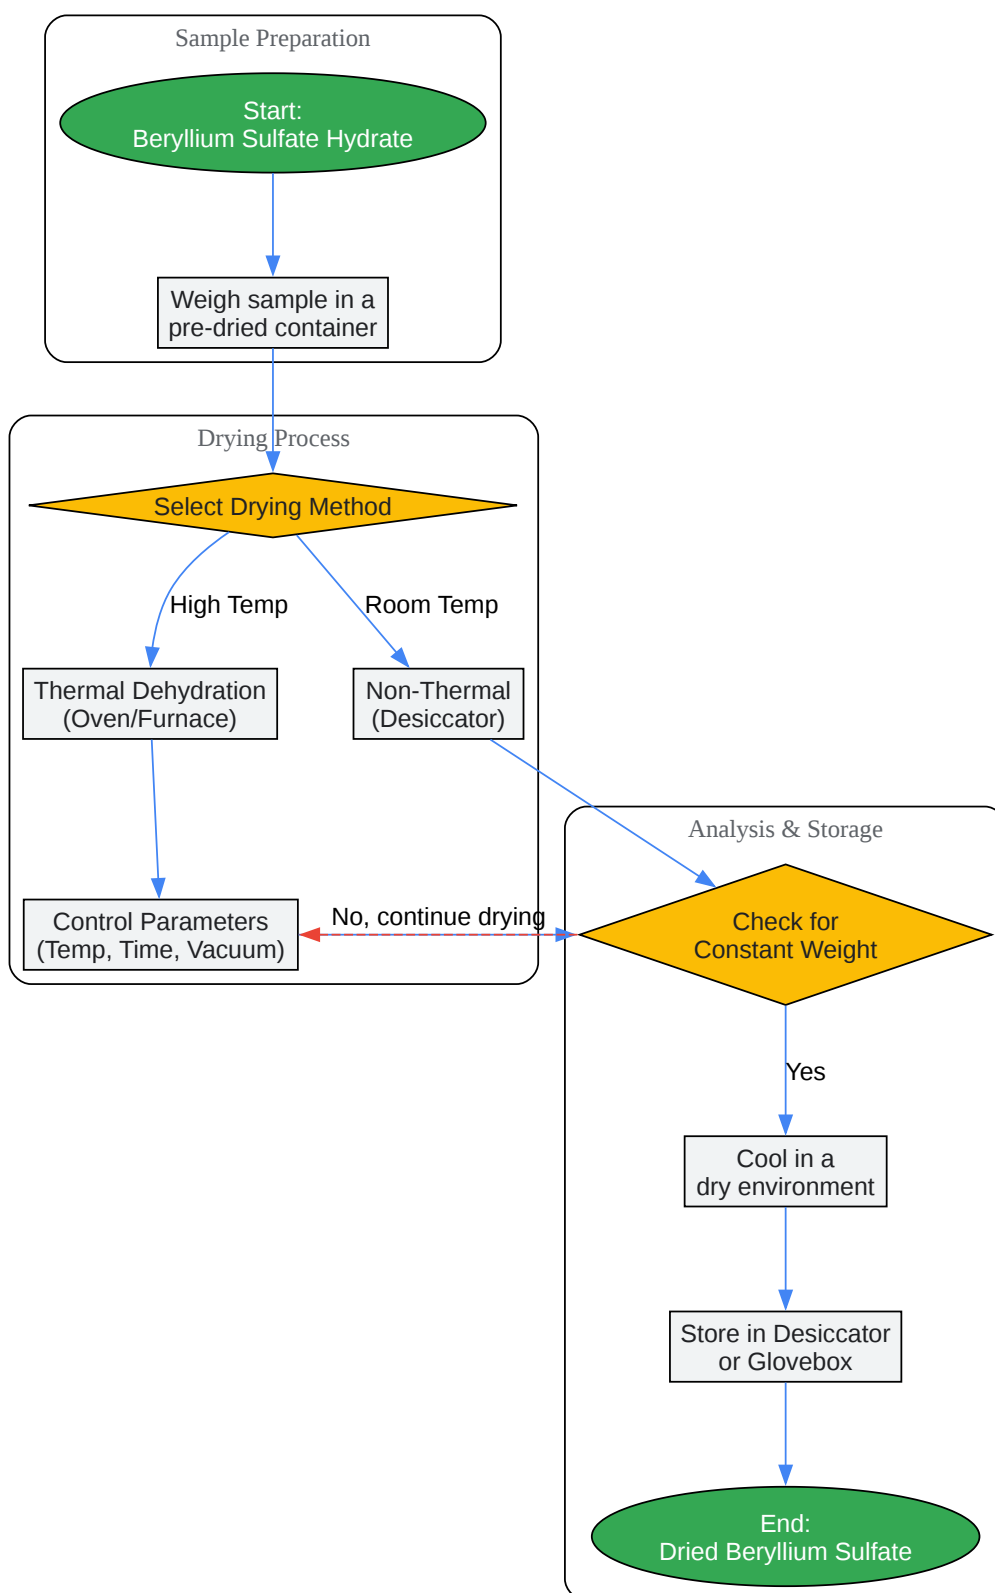 Sample Preparation
Start:
Beryllium Sulfate Hydrate
Weigh sample in a
pre-dried container
Drying Process
Select Drying Method
High Temp
Room Temp
Thermal Dehydration
(Oven/Furnace)
Non-Thermal
(Desiccator)
Control Parameters
(Temp, Time, Vacuum)
No, continue drying
Analysis & Storage
Check for
Constant Weight
Yes
Cool in a
dry environment
Store in Desiccator
or Glovebox
End:
Dried Beryllium Sulfate